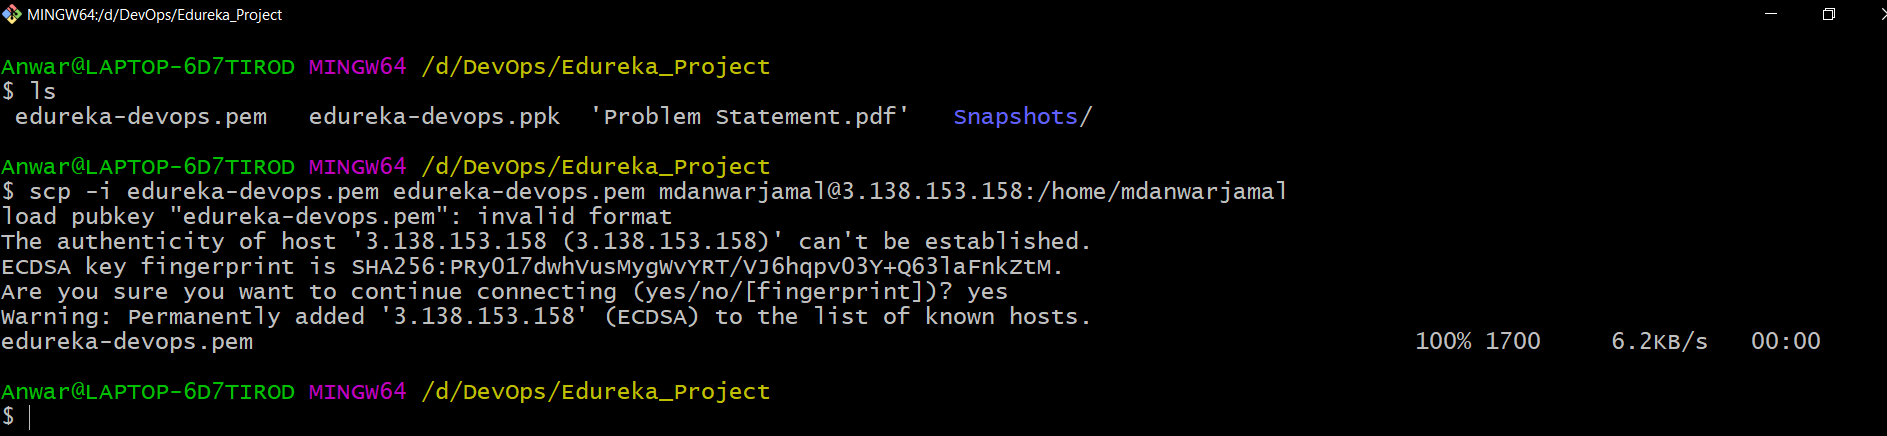 MINGW64:/d/DevOps/Edureka_Project
Anwar@LAPTOP-6D7TIROD MINGW64 /d/DevOps/Edureka_Project
$ ls
edureka-devops.pem edureka-devops.ppk 'Problem Statement.pdf' Snapshots/
Anwar@LAPTOP-6D7TIROD MINGW64 /d/DevOps/Edureka_Project
$ scp -i edureka-devops.pem edureka-devops.pem mdanwarjamal@3.138.153.158:/home/mdanwarjamal
load pubkey "edureka-devops.pem": invalid format
The authenticity of host '3.138.153.158 (3.138.153.158)' can't be established.
ECDSA key fingerprint is SHA256:PRyO17dwhVusMygWvYRT/VJ6hqpvO3Y+Q63laFnkZtM.
Are you sure you want to continue connecting (yes/no/[fingerprint])? yes
Warning: Permanently added '3.138.153.158' (ECDSA) to the list of known hosts.
edureka-devops.pem 100% 1700 6.2KB/s 00:00
Anwar@LAPTOP-6D7TIROD MINGW64 /d/DevOps/Edureka_Project
$